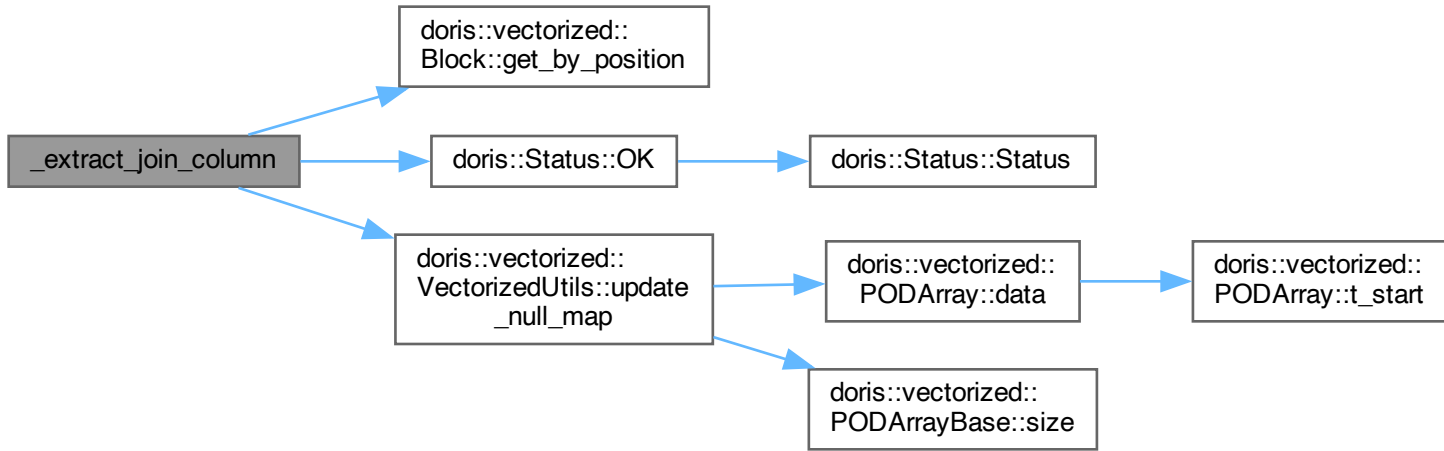 doris::vectorized::
Block::get_by_position
_extract_join_column
doris::Status::OK
doris::Status::Status
doris::vectorized::
VectorizedUtils::update
_null_map
doris::vectorized::
PODArray::data
doris::vectorized::
PODArray::t_start
doris::vectorized::
PODArrayBase::size